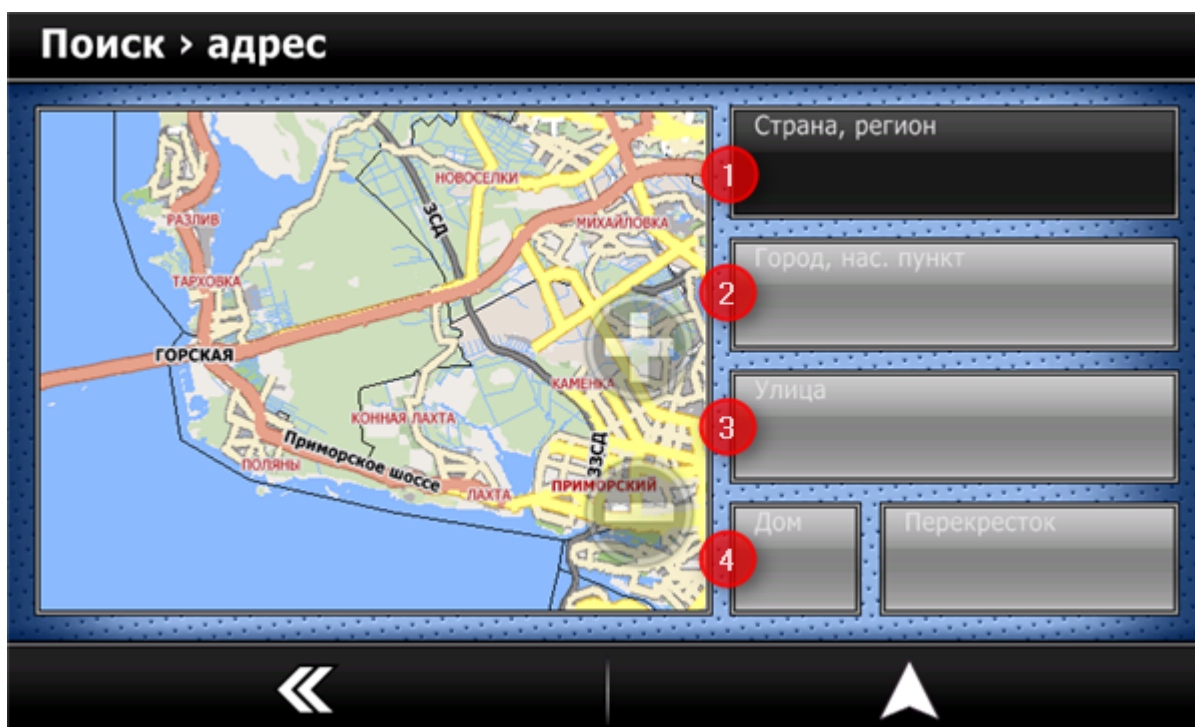 Поиск > адрес
Страна, регион
1
НОВОСЕЛКИ
ЗСД
РАЗЛИВ
МИХАЙЛОВКА
Город, нас. пункт
2
ТАРХОВКА
ГОРСКАЯ
КАМЕНКА
Улица
3
КОННАЯ ЛАХТА
Приморское шоссе
ЗЗСД
ПОЛЯНЫ
ЛАХТА
ПРИМОРСКИЙ
Дом
Перекресток
4